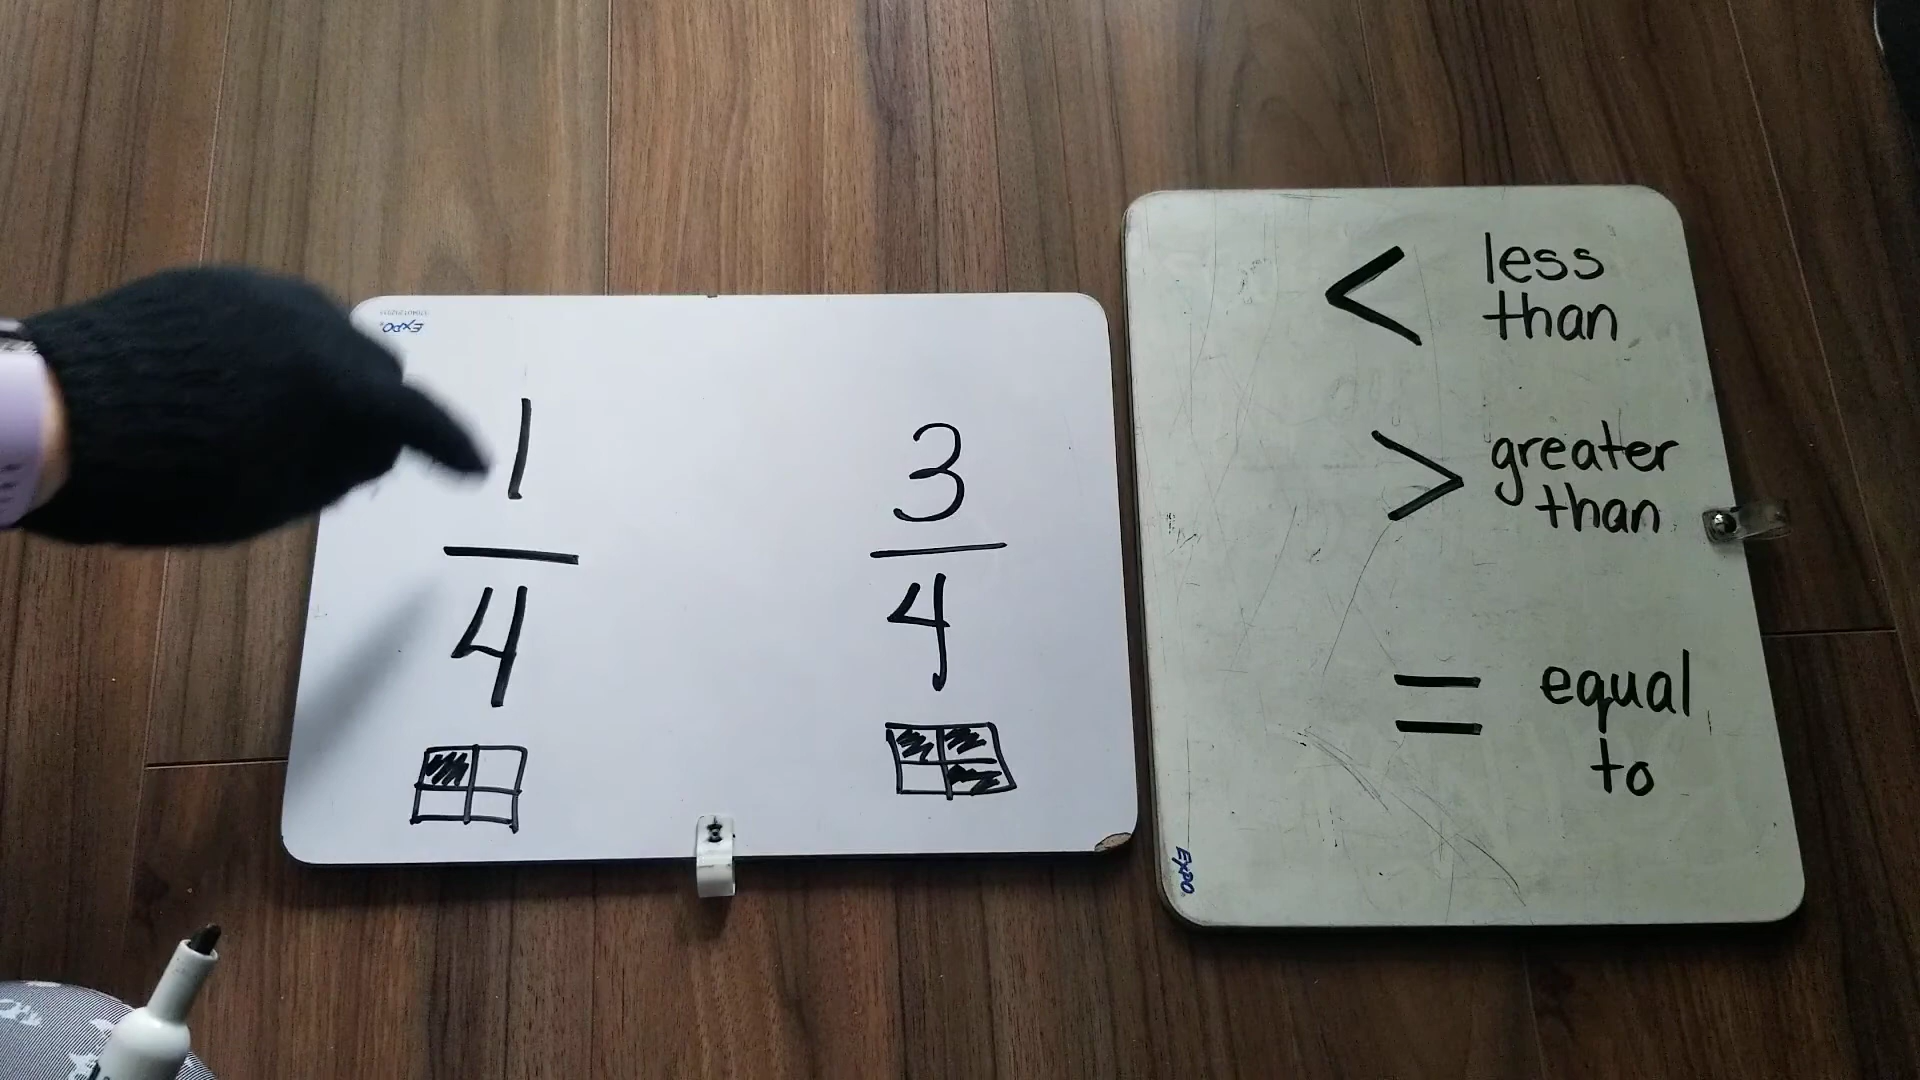 EXPO
1
4
3
4
< less
than
> greater
than
= equal
to
EXPO